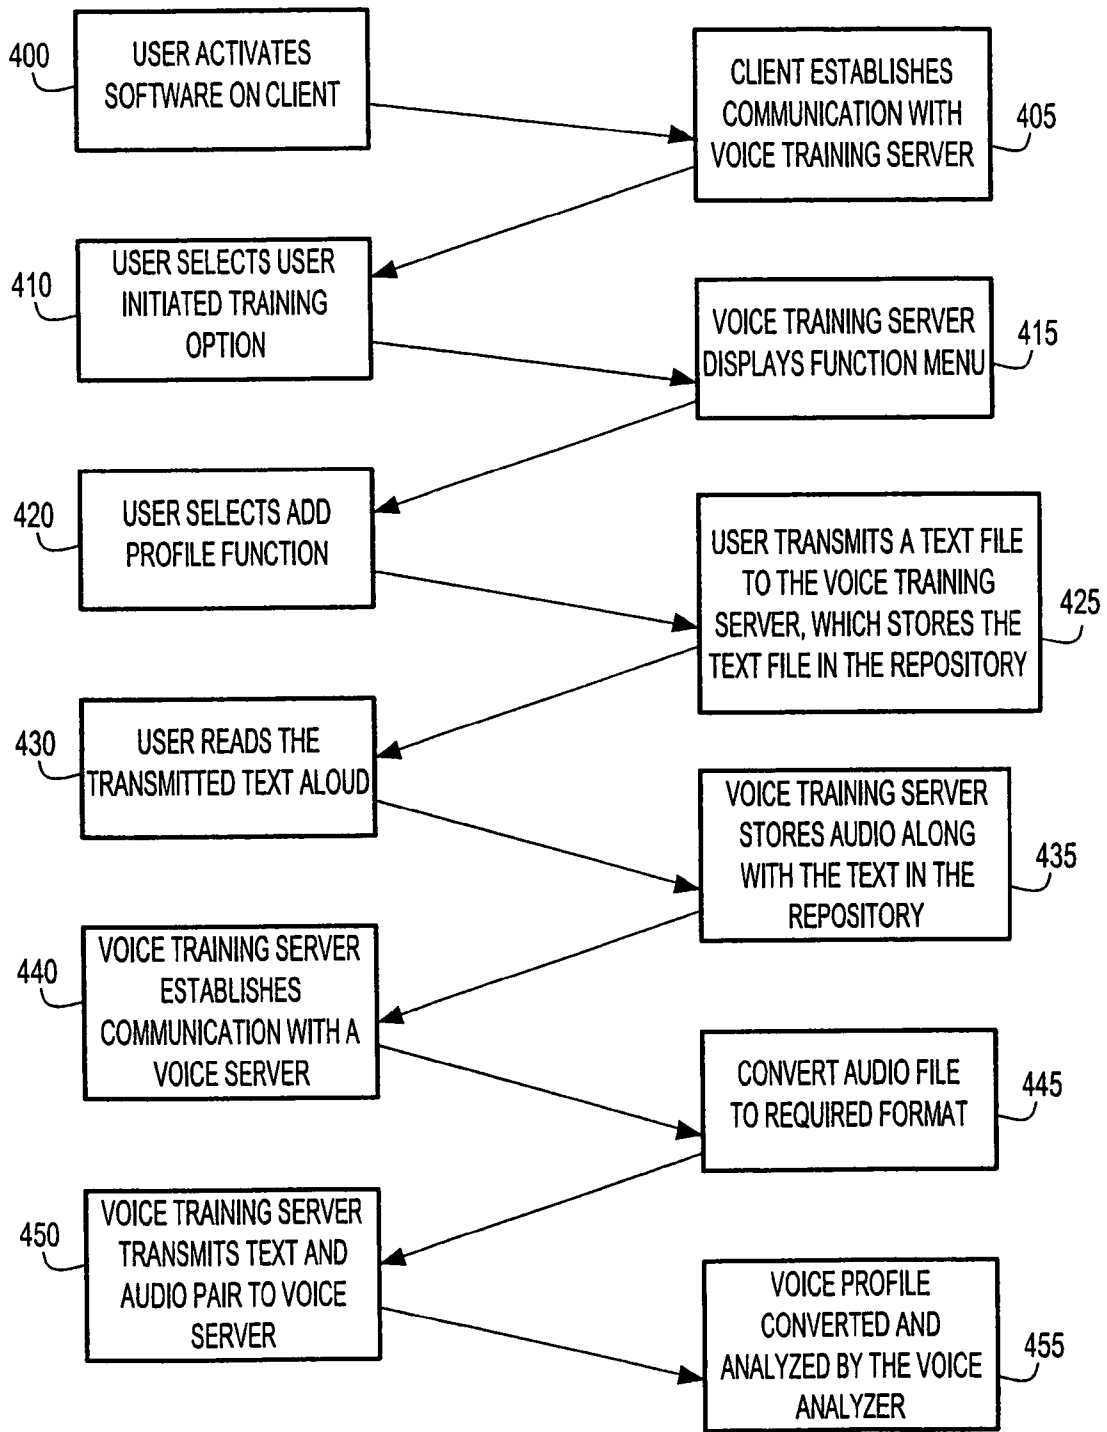 400
USER ACTIVATES
SOFTWARE ON CLIENT
CLIENT ESTABLISHES
COMMUNICATION WITH
VOICE TRAINING SERVER
405
410
USER SELECTS USER
INITIATED TRAINING
OPTION
VOICE TRAINING SERVER
DISPLAYS FUNCTION MENU
415
420
USER SELECTS ADD
PROFILE FUNCTION
USER TRANSMITS A TEXT FILE
TO THE VOICE TRAINING
SERVER, WHICH STORES THE
TEXT FILE IN THE REPOSITORY
425
430
USER READS THE
TRANSMITTED TEXT ALOUD
VOICE TRAINING SERVER
STORES AUDIO ALONG
WITH THE TEXT IN THE
REPOSITORY
435
440
VOICE TRAINING SERVER
ESTABLISHES
COMMUNICATION WITH A
VOICE SERVER
CONVERT AUDIO FILE
TO REQUIRED FORMAT
445
450
VOICE TRAINING SERVER
TRANSMITS TEXT AND
AUDIO PAIR TO VOICE
SERVER
VOICE PROFILE
CONVERTED AND
ANALYZED BY THE VOICE
ANALYZER
455